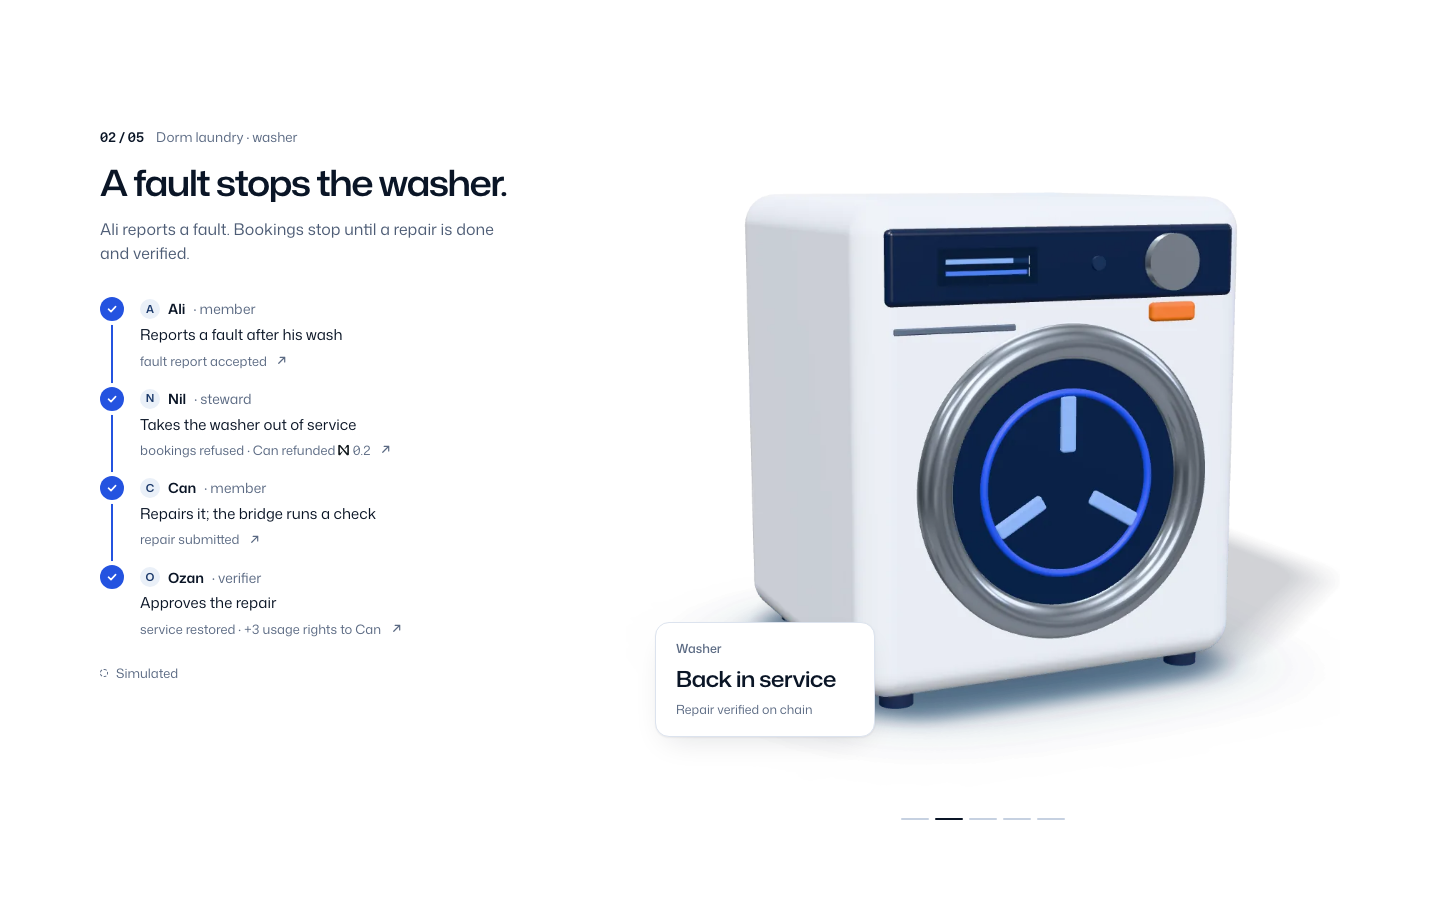 02 / 05 Dorm laundry · washer
A fault stops the washer.
Ali reports a fault. Bookings stop until a repair is done
and verified.
A Ali · member
Reports a fault after his wash
fault report accepted ↗
N Nil · steward
Takes the washer out of service
bookings refused · Can refunded N 0.2 ↗
C Can · member
Repairs it; the bridge runs a check
repair submitted ↗
O Ozan · verifier
Approves the repair
service restored · +3 usage rights to Can ↗
Simulated
Washer
Back in service
Repair verified on chain